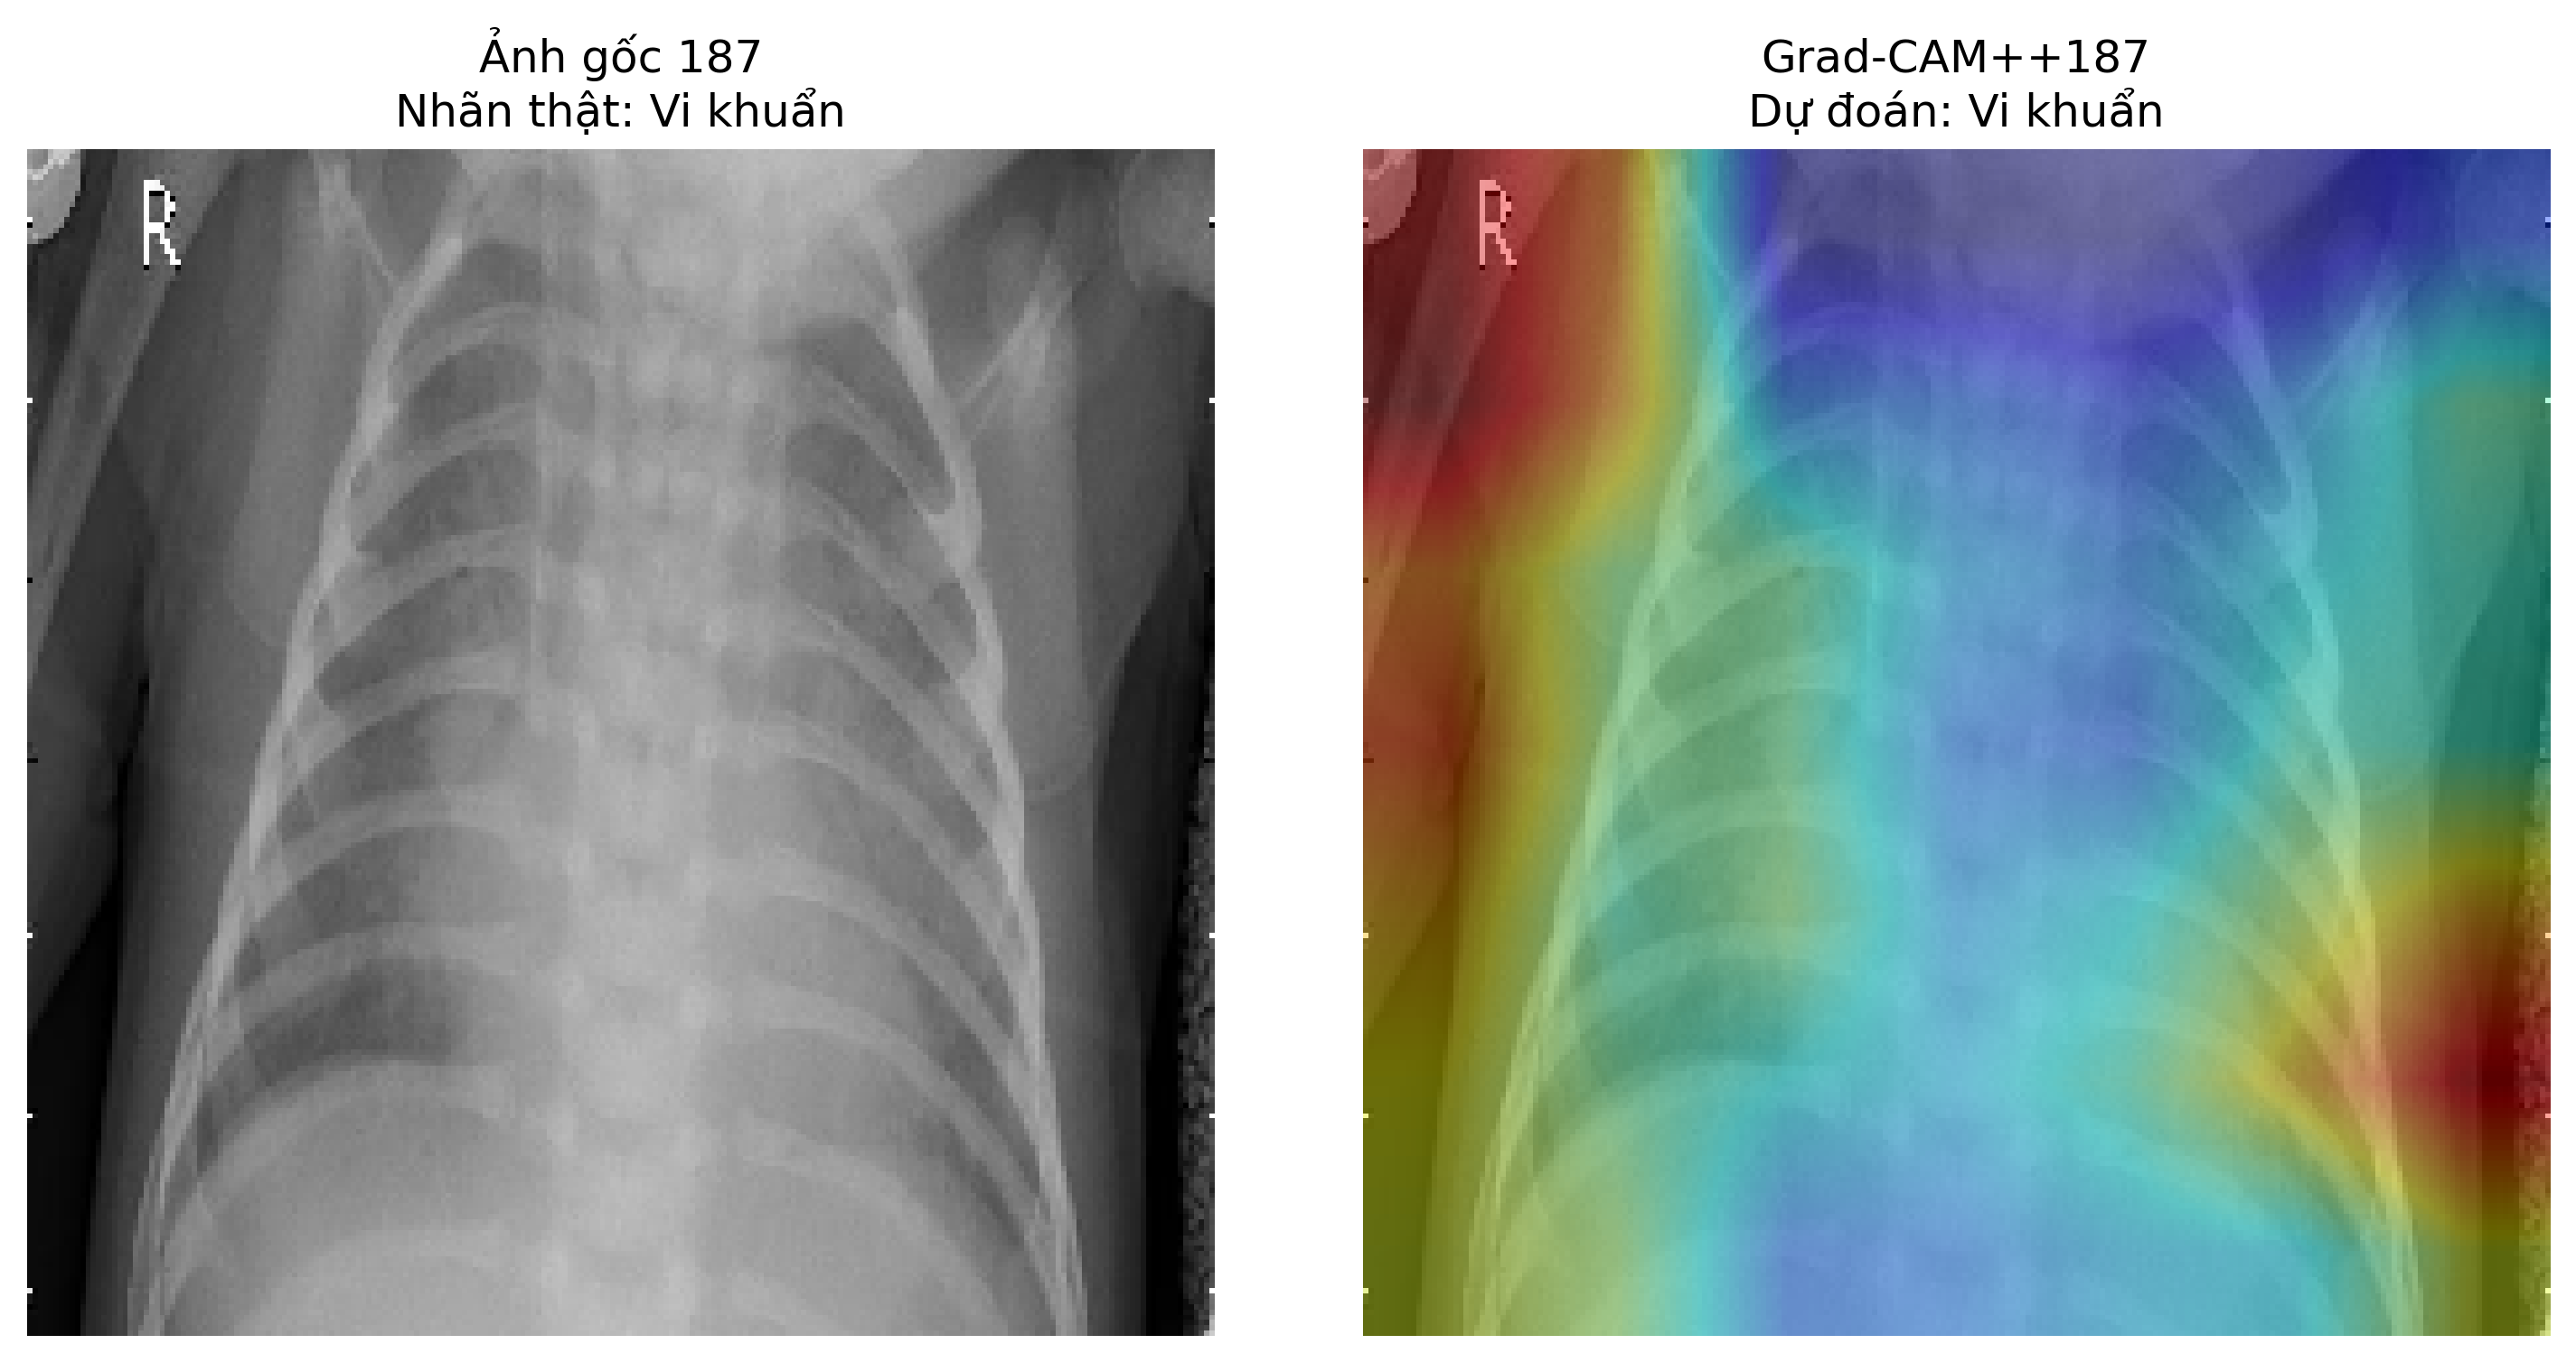 Ảnh gốc 187
Nhãn thật: Vi khuẩn
R
Grad-CAM++187
Dự đoán: Vi khuẩn
R